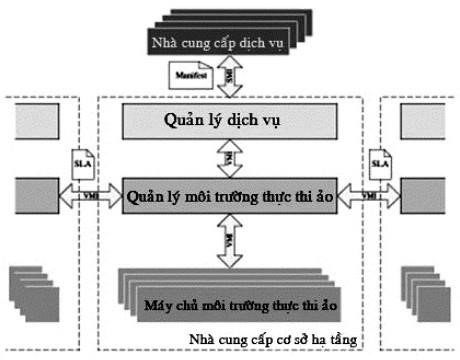 Nhà cung cấp dịch vụ
Manifest
SMI
Quản lý dịch vụ
SLA
VMI
SLA
VMI
Quản lý môi trường thực thi ảo
VMI
VMI
Máy chủ môi trường thực thi ảo
Nhà cung cấp cơ sở hạ tầng